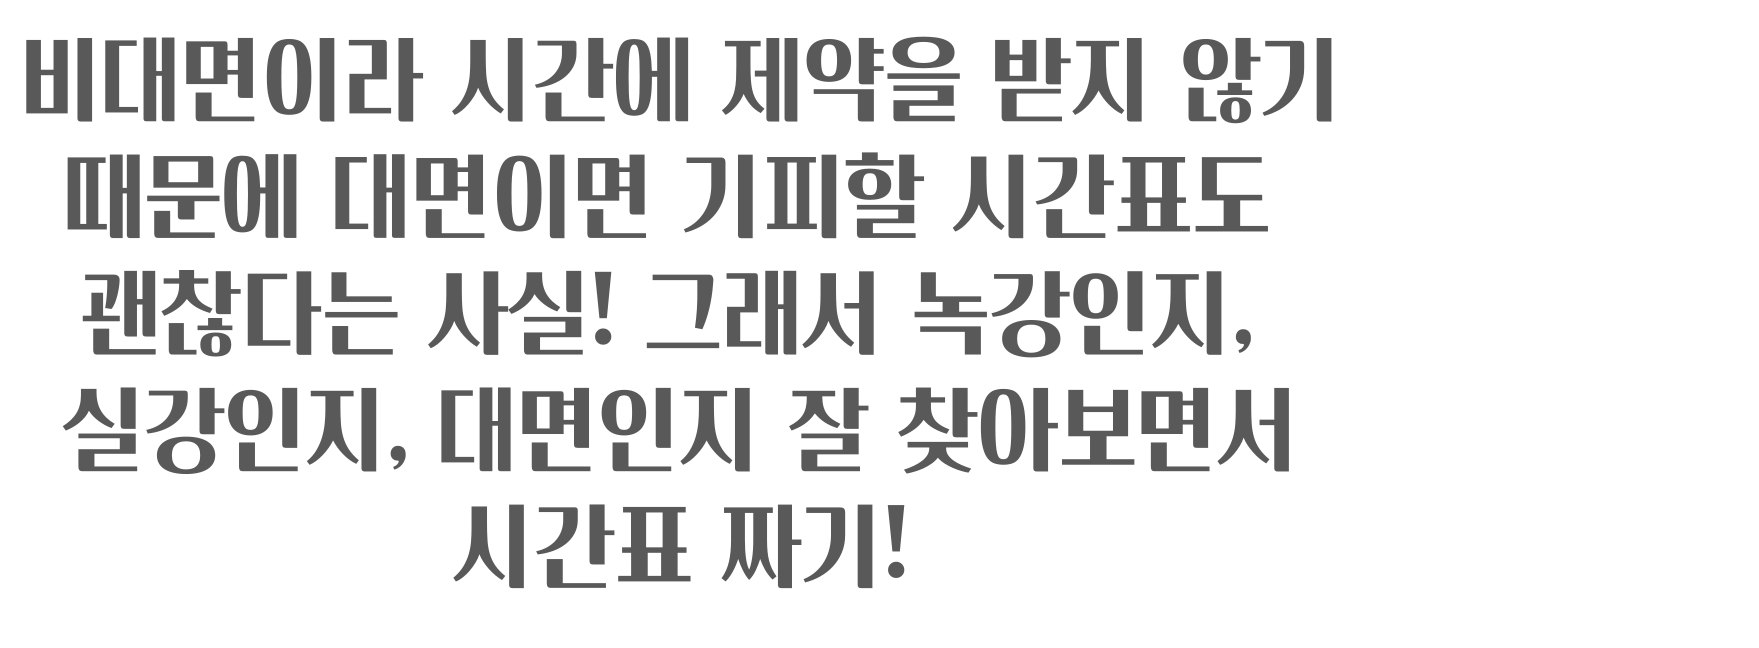 비대면이라 시간에 제약을 받지 않기
때문에 대면이면 기피할 시간표도
괜찮다는 사실! 그래서 녹강인지,
실강인지, 대면인지 잘 찾아보면서
시간표 짜기!